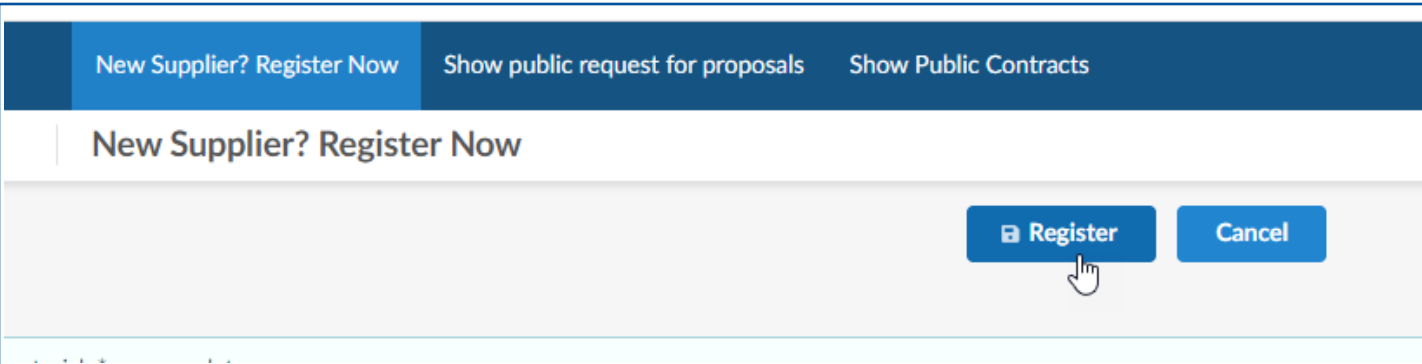 New Supplier? Register Now Show public request for proposals Show Public Contracts
New Supplier? Register Now
Register Cancel